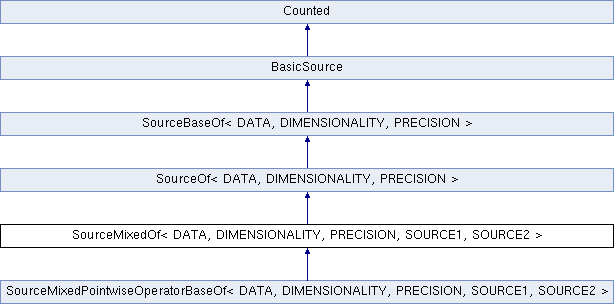 Counted
BasicSource
SourceBaseOf< DATA, DIMENSIONALITY, PRECISION >
SourceOf< DATA, DIMENSIONALITY, PRECISION >
SourceMixedOf< DATA, DIMENSIONALITY, PRECISION, SOURCE1, SOURCE2 >
SourceMixedPointwiseOperatorBaseOf< DATA, DIMENSIONALITY, PRECISION, SOURCE1, SOURCE2 >